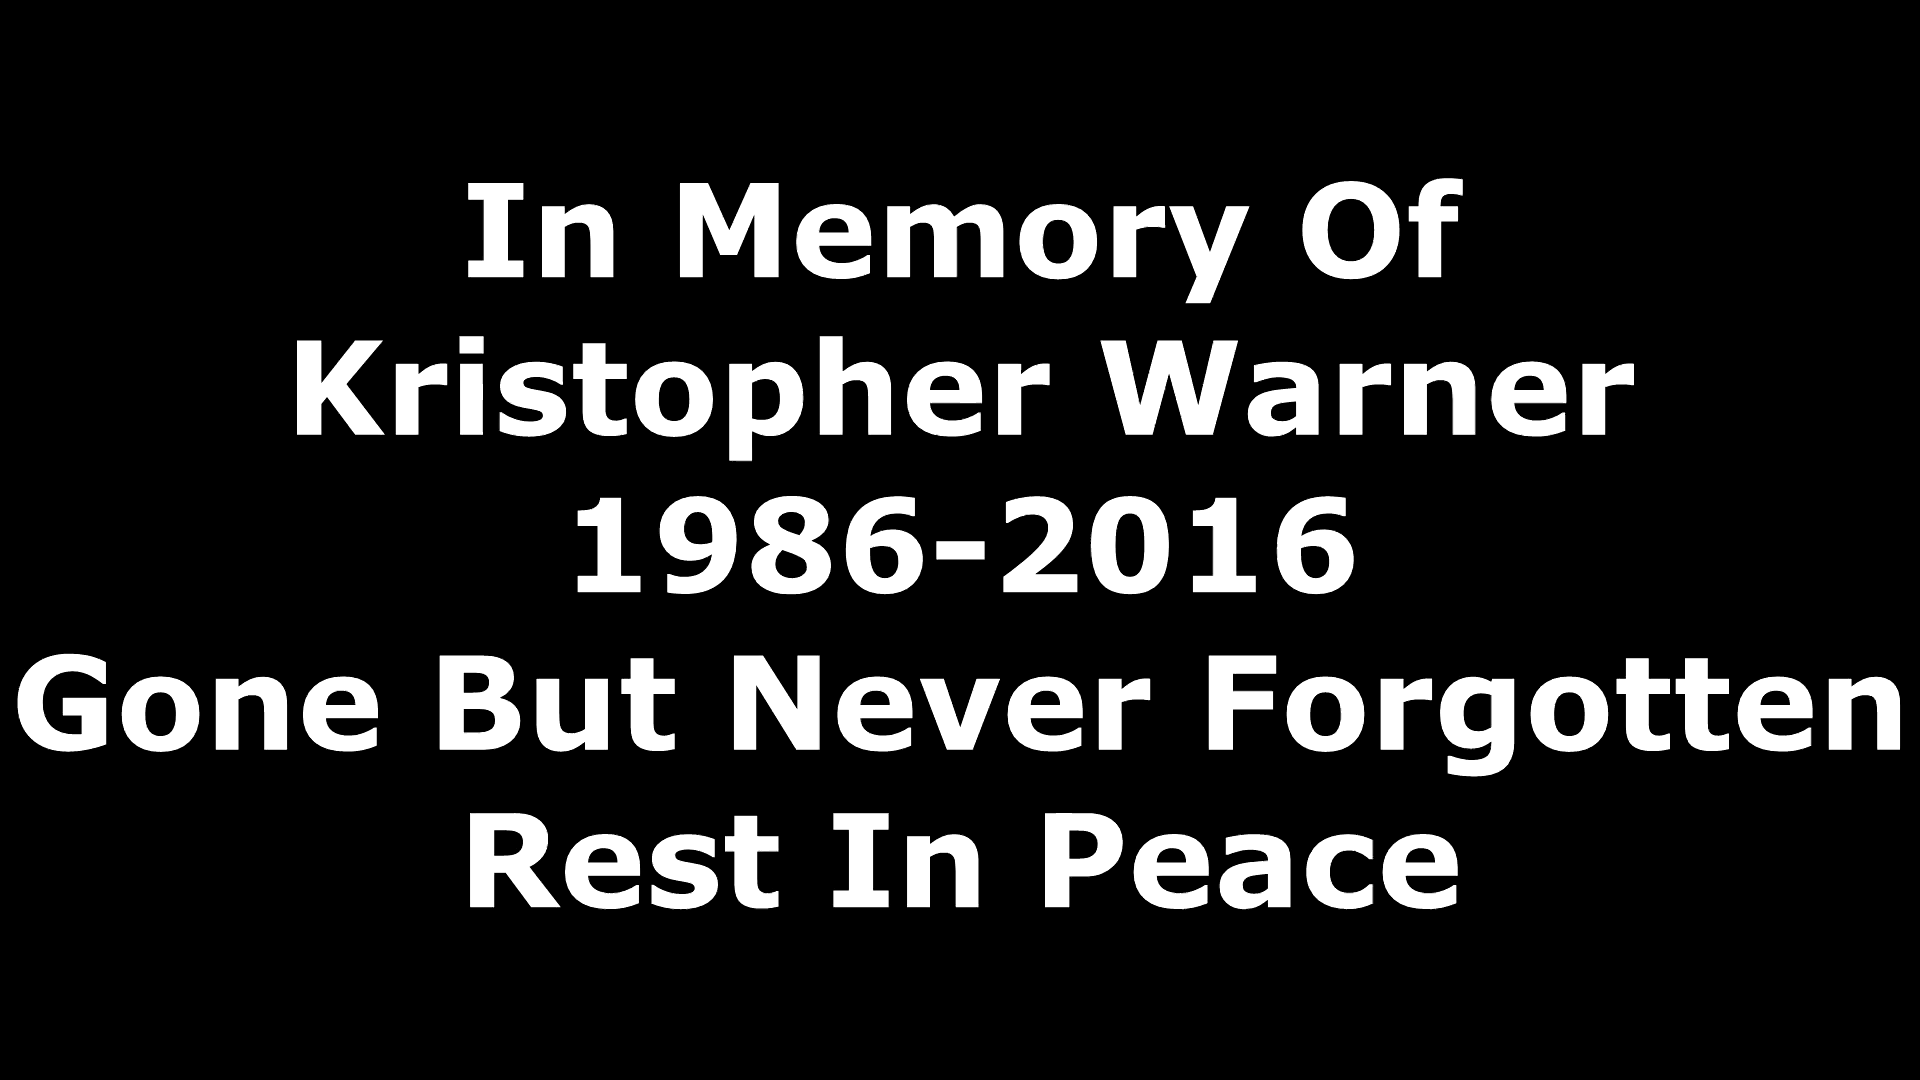 In Memory Of
Kristopher Warner
1986-2016
Gone But Never Forgotten
Rest In Peace